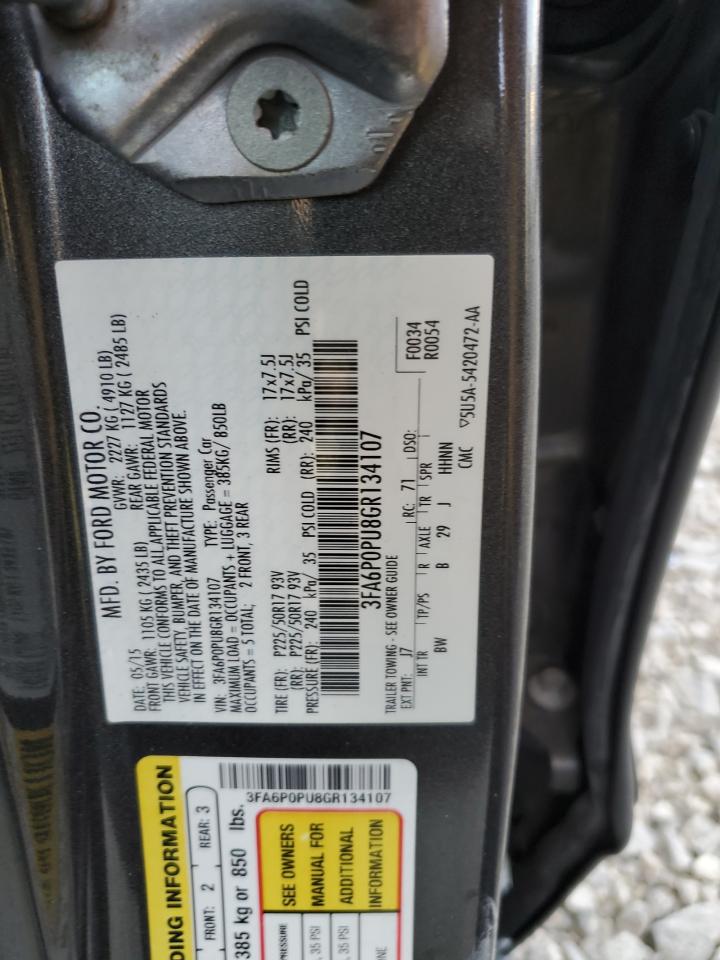 MFD. BY FORD MOTOR CO.
DATE: 05/15 GVWR: 2227 KG ( 4910 LB)
FRONT GAWR: 1105 KG ( 2435 LB) REAR GAWR: 1127 KG ( 2485 LB)
THIS VEHICLE CONFORMS TO ALL APPLICABLE FEDERAL MOTOR
VEHICLE SAFETY, BUMPER, AND THEFT PREVENTION STANDARDS
IN EFFECT ON THE DATE OF MANUFACTURE SHOWN ABOVE.
VIN: 3FA6P0PU8GR134107 TYPE: Passenger Car
MAXIMUM LOAD = OCCUPANTS + LUGGAGE = 385KG/ 850LB
OCCUPANTS = 5 TOTAL; 2 FRONT, 3 REAR
TIRE (FR): P225/50R17 93V RIMS (FR): 17x7.5J
(RR): P225/50R17 93V (RR): 17x7.5J
PRESSURE (FR): 240 kPa/ 35 PSI COLD (RR): 240 kPa/ 35 PSI COLD
3FA6P0PU8GR134107
TRAILER TOWING - SEE OWNER GUIDE F0034
R0054
EXT PNT: J7 RC: 71 DSO:
INT TR TP/PS R AXLE TR SPR
BW B 29 J HHNN
CMC
▽5U5A-5420472-AA
DING INFORMATION
FRONT: 2 REAR: 3
385 kg or 850 lbs.
3FA6P0PU8GR134107
PRESSURE
, 35 PSI
, 35 PSI
NE
SEE OWNERS
MANUAL FOR
ADDITIONAL
INFORMATION